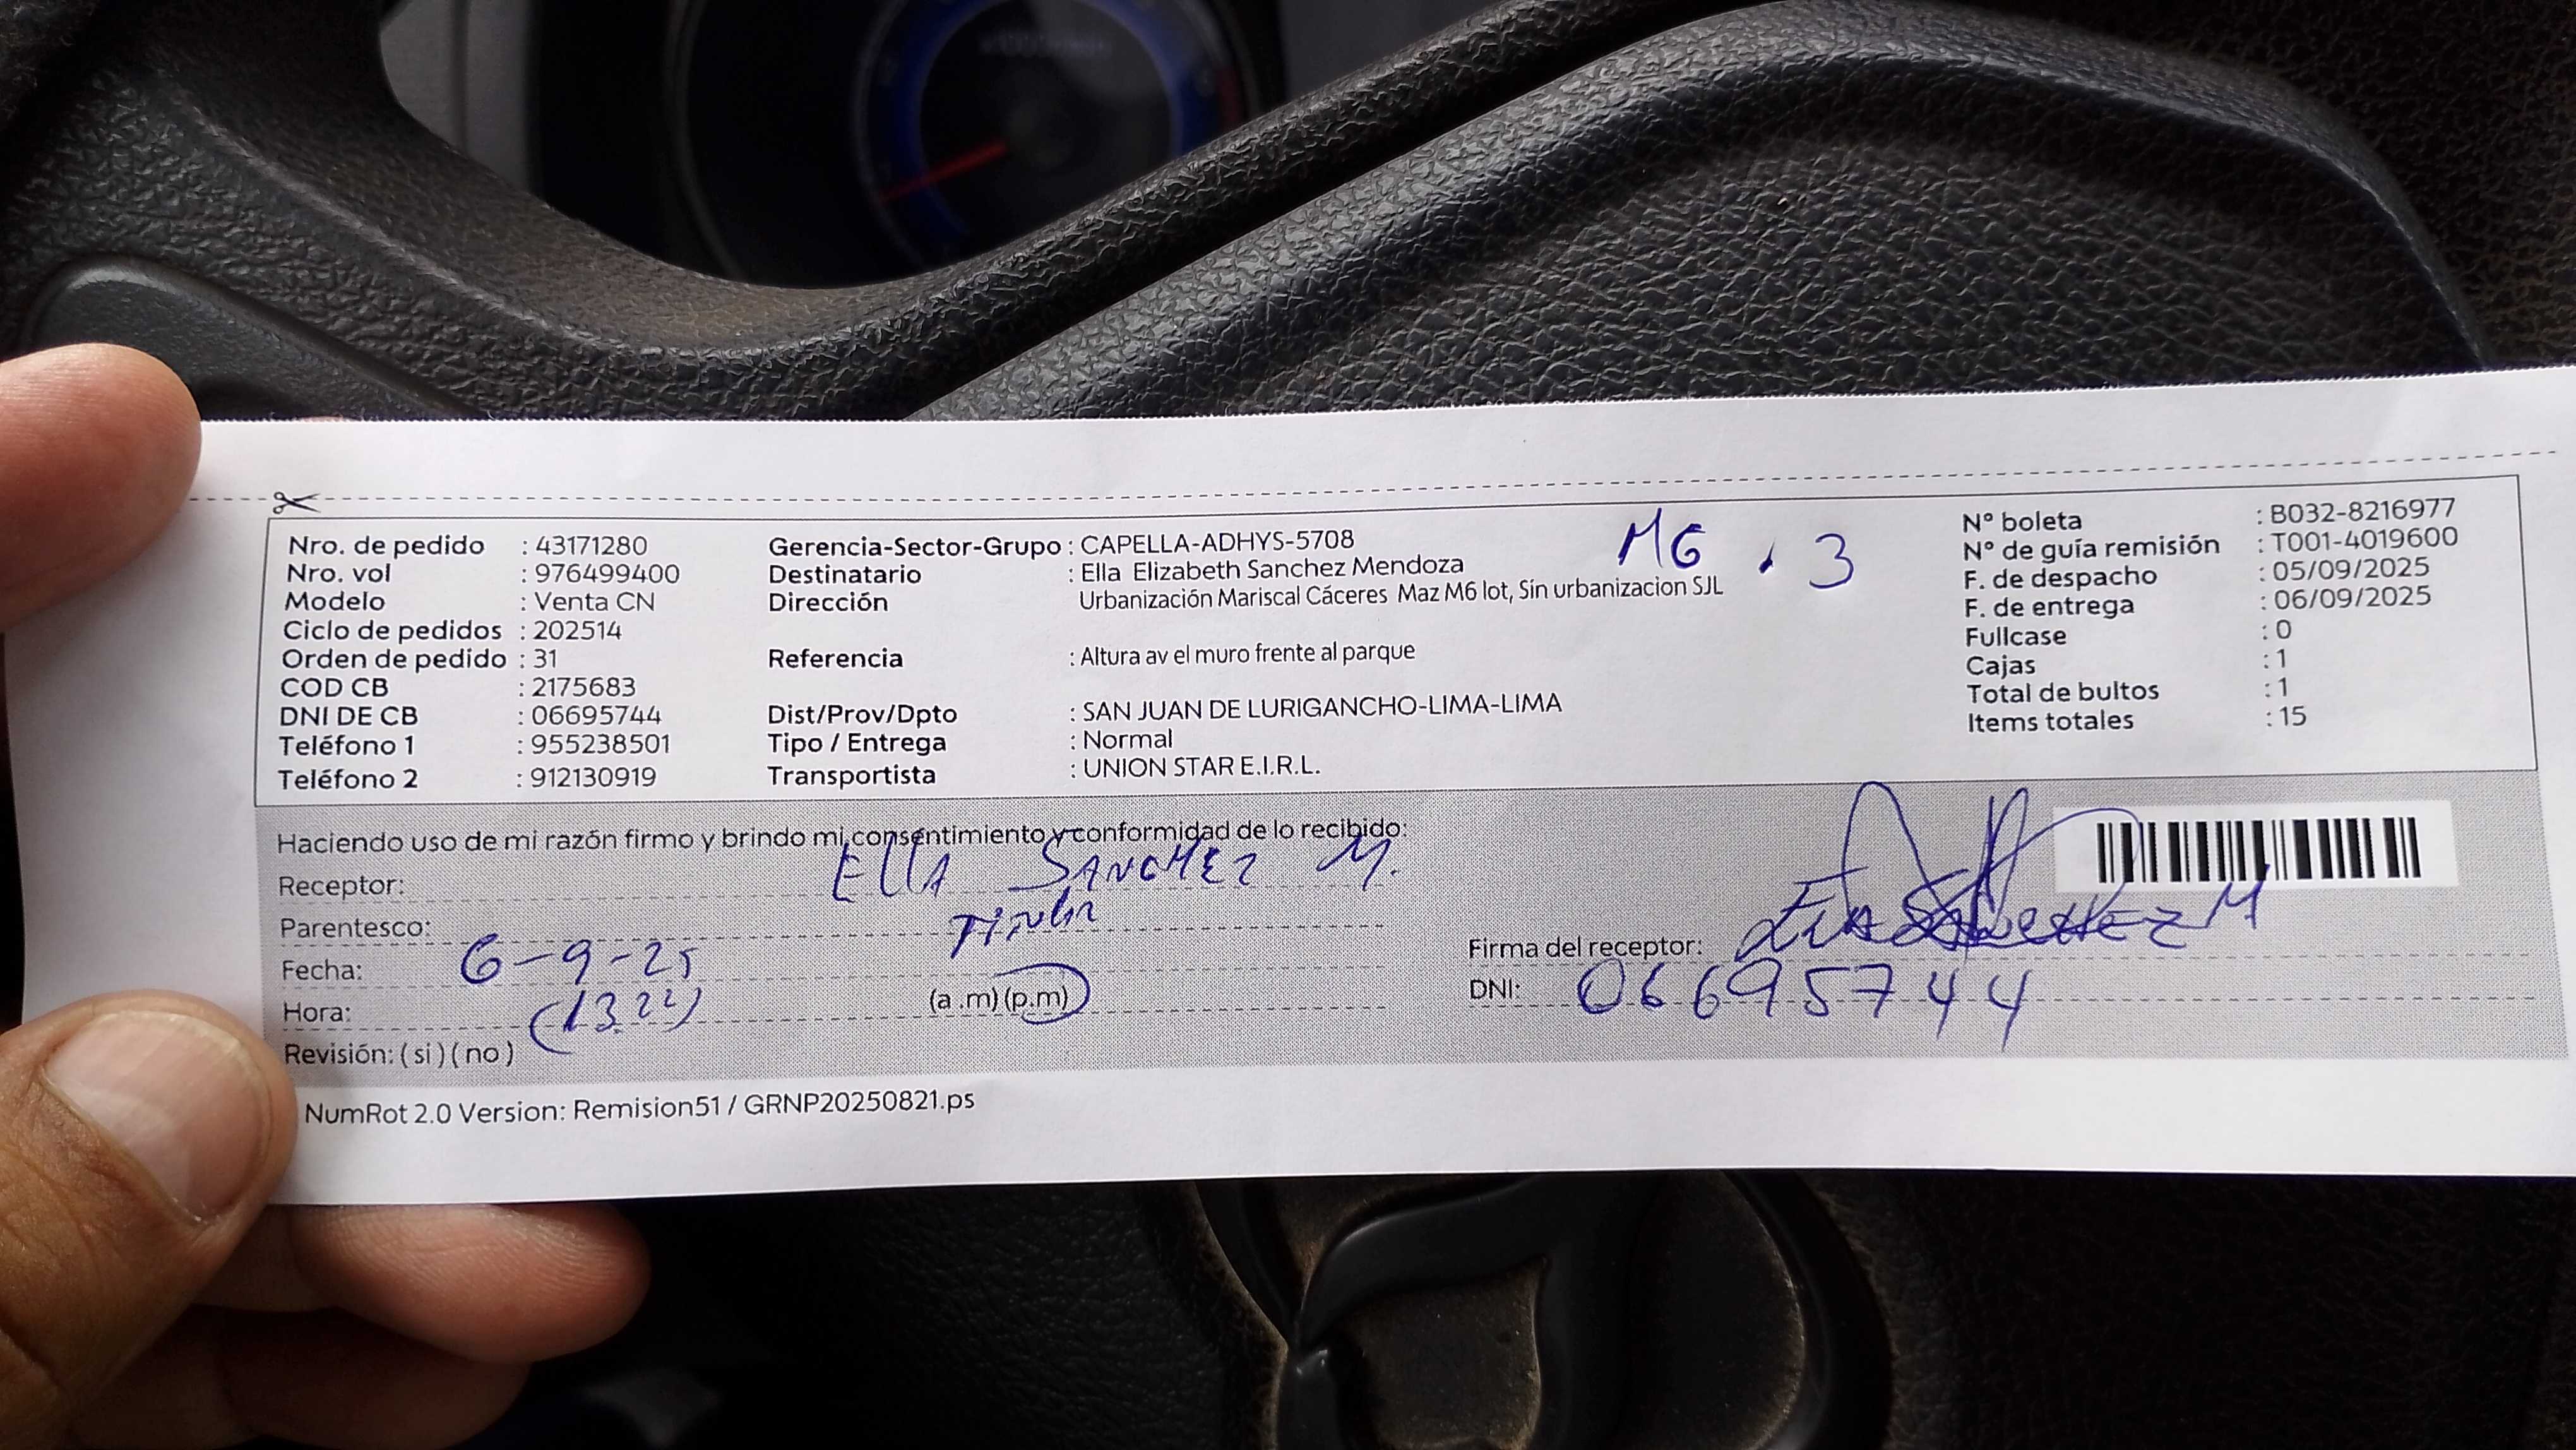 Nro. de pedido : 43171280
Nro. vol : 976499400
Modelo : Venta CN
Ciclo de pedidos : 202514
Orden de pedido : 31
COD CB : 2175683
DNI DE CB : 06695744
Teléfono 1 : 955238501
Teléfono 2 : 912130919
Gerencia-Sector-Grupo : CAPELLA-ADHYS-5708
Destinatario : Ella Elizabeth Sanchez Mendoza
Dirección Urbanización Mariscal Cáceres Maz M6 lot, Sin urbanizacion SJL
Referencia : Altura av el muro frente al parque
Dist/Prov/Dpto : SAN JUAN DE LURIGANCHO-LIMA-LIMA
Tipo / Entrega : Normal
Transportista : UNION STAR E.I.R.L.
M6 . 3
N° boleta : B032-8216977
N° de guía remisión : T001-4019600
F. de despacho : 05/09/2025
F. de entrega : 06/09/2025
Fullcase : 0
Cajas : 1
Total de bultos : 1
Items totales : 15
Haciendo uso de mi razón firmo y brindo mi consentimiento y conformidad de lo recibido:
Receptor: Ella SANCHEZ M.
Parentesco:
Fecha: 6-9-25
Hora: (13.22) (a .m) (p.m)
Revisión: ( si ) ( no )
Firma del receptor:
DNI: 06695744
NumRot 2.0 Version: Remision51 / GRNP20250821.ps